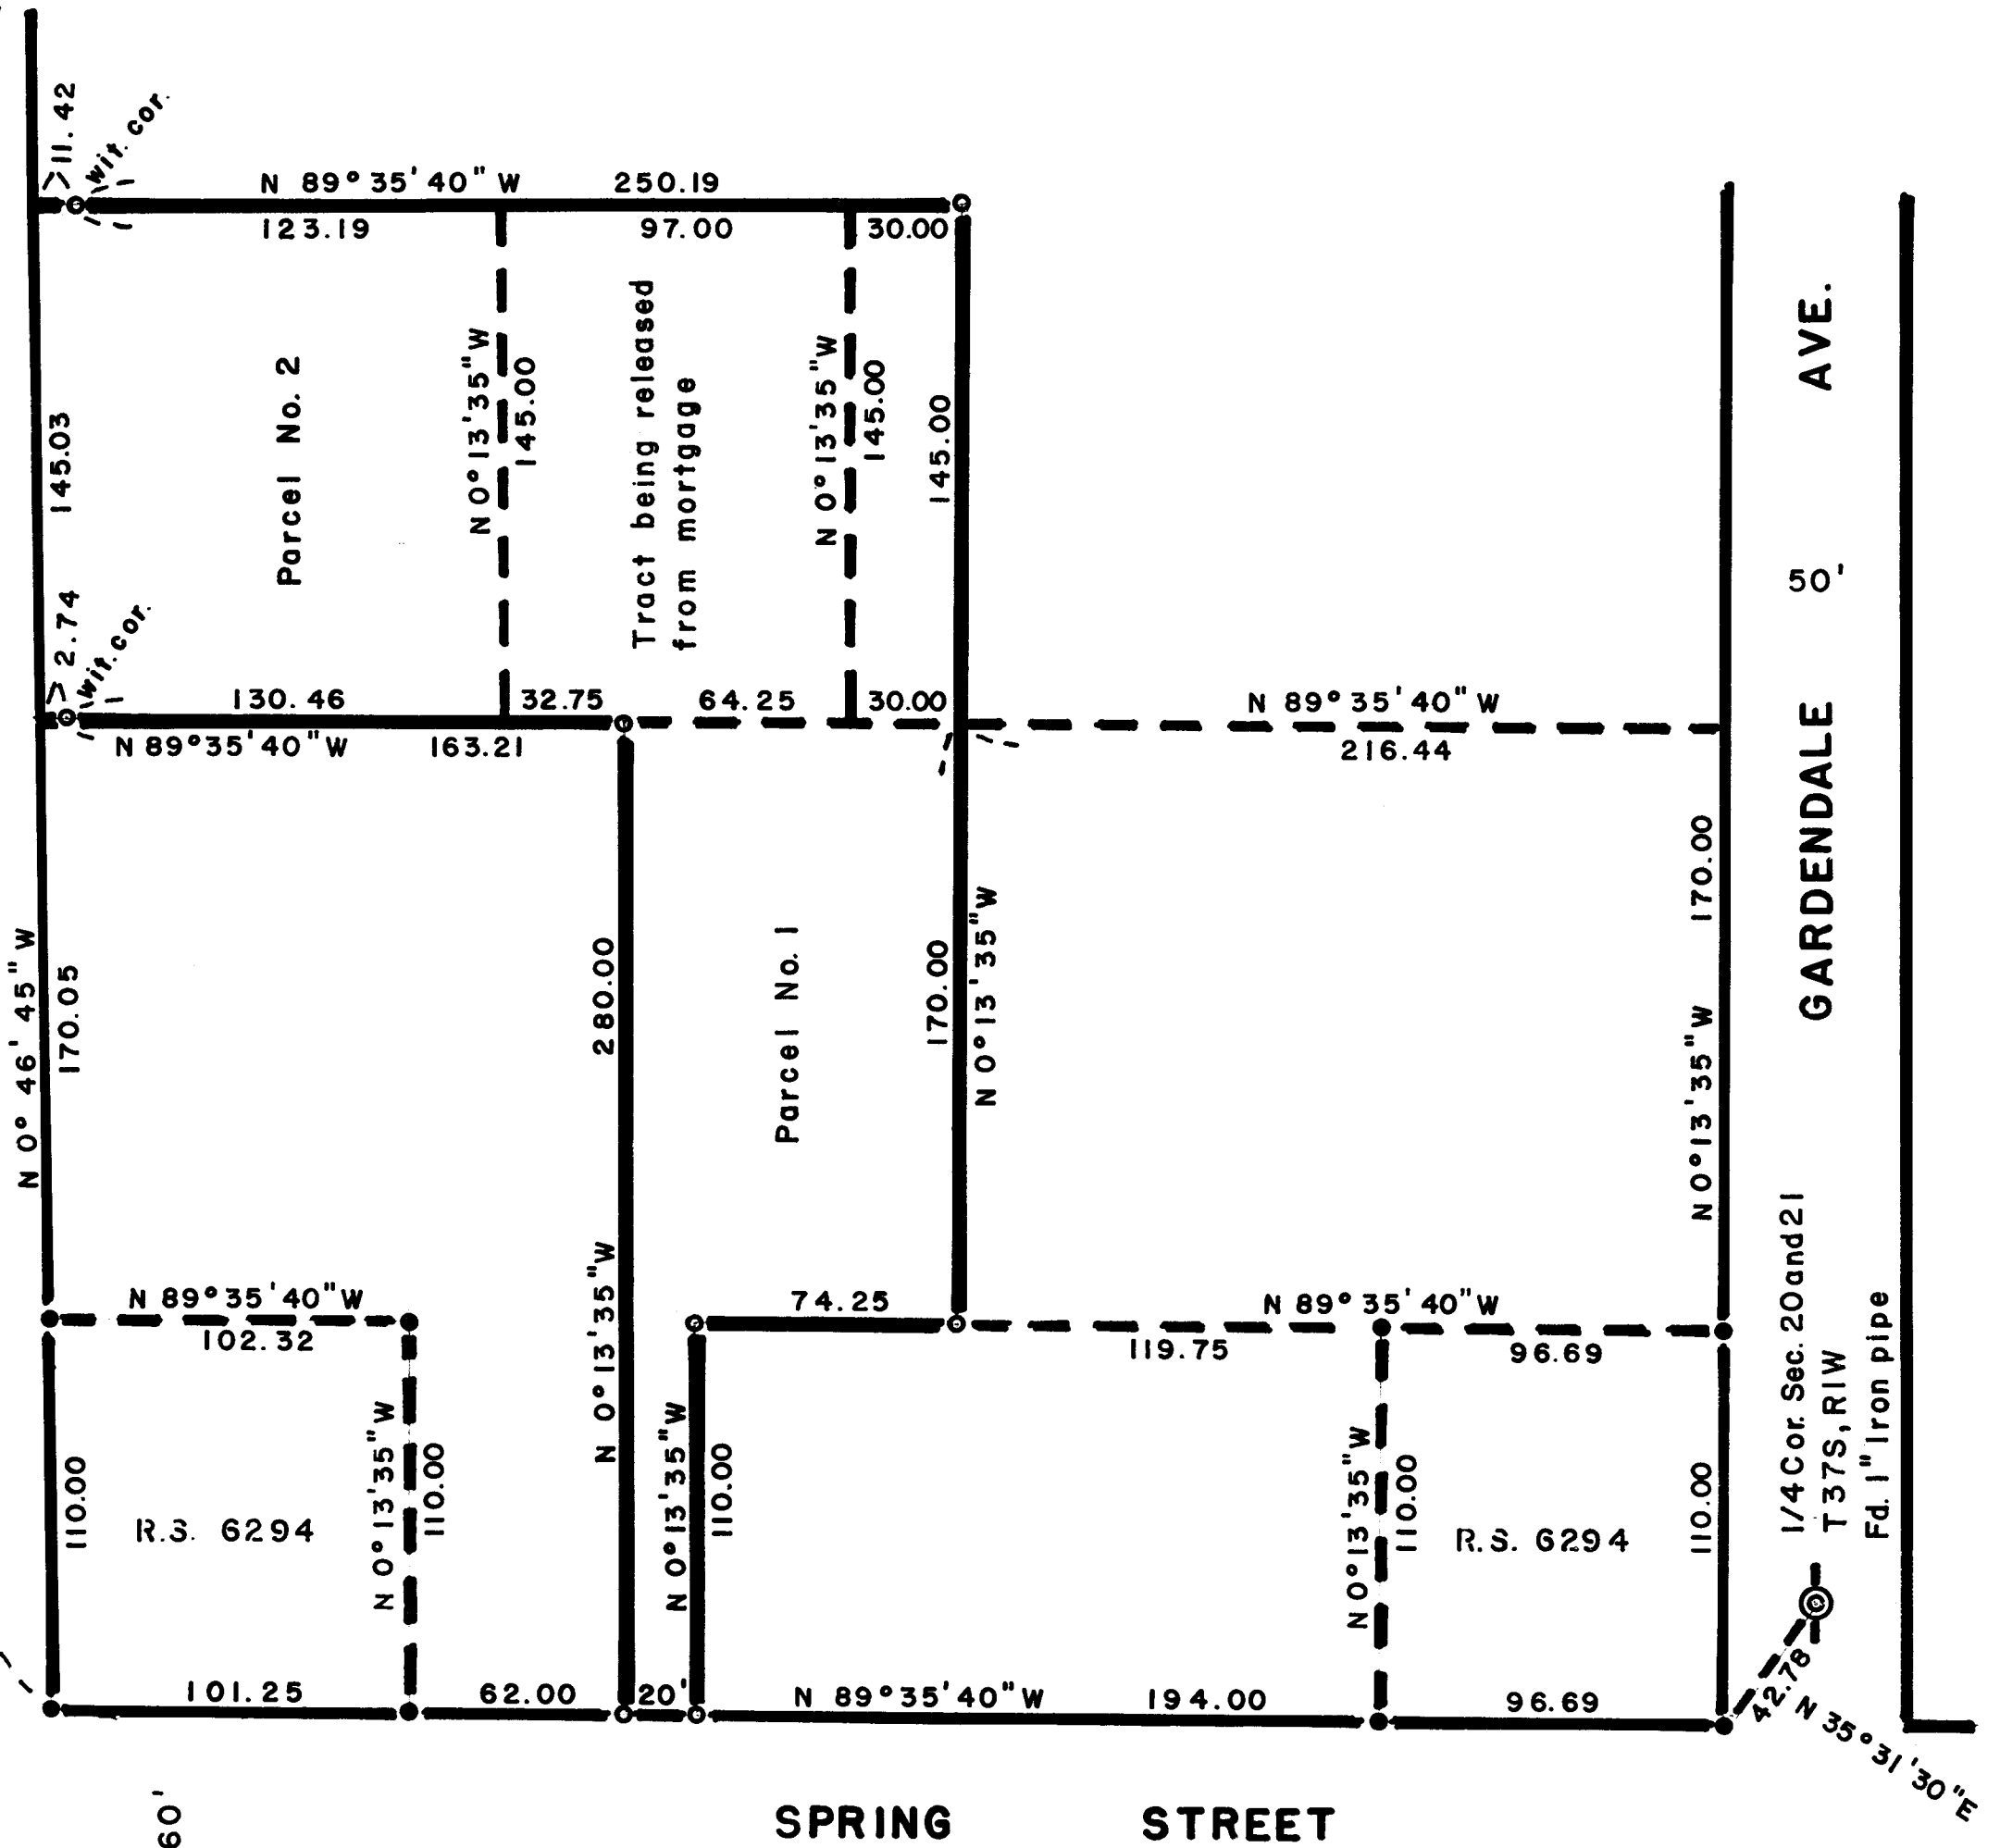 11.42
wit. cor.
N 89° 35' 40" W 250.19
123.19 97.00 30.00
Parcel No. 2
N 0° 13' 35" W
145.00
Tract being released
from mortgage
N 0° 13' 35" W
145.00
145.00
145.03
AVE.
50'
2.74
wit. cor.
130.46 32.75 64.25 30.00
N 89° 35' 40" W 163.21
N 89° 35' 40" W
216.44
GARDENDALE
N 0° 46' 45" W
170.05
280.00
N 0° 13' 35" W
Parcel No. 1
170.00
N 0° 13' 35" W
170.00
N 0° 13' 35" W
N 89° 35' 40" W
102.32
74.25
N 89° 35' 40" W
119.75 96.69
1/4 Cor. Sec. 20 and 21
T 37S, R1W
Fd. 1" Iron pipe
110.00
R.S. 6294
N 0° 13' 35" W
110.00
N 0° 13' 35" W
110.00
N 0° 13' 35" W
110.00
R.S. 6294
110.00
101.25 62.00 20' N 89° 35' 40" W 194.00 96.69
42.78
N 35° 31' 30" E
60'
SPRING STREET